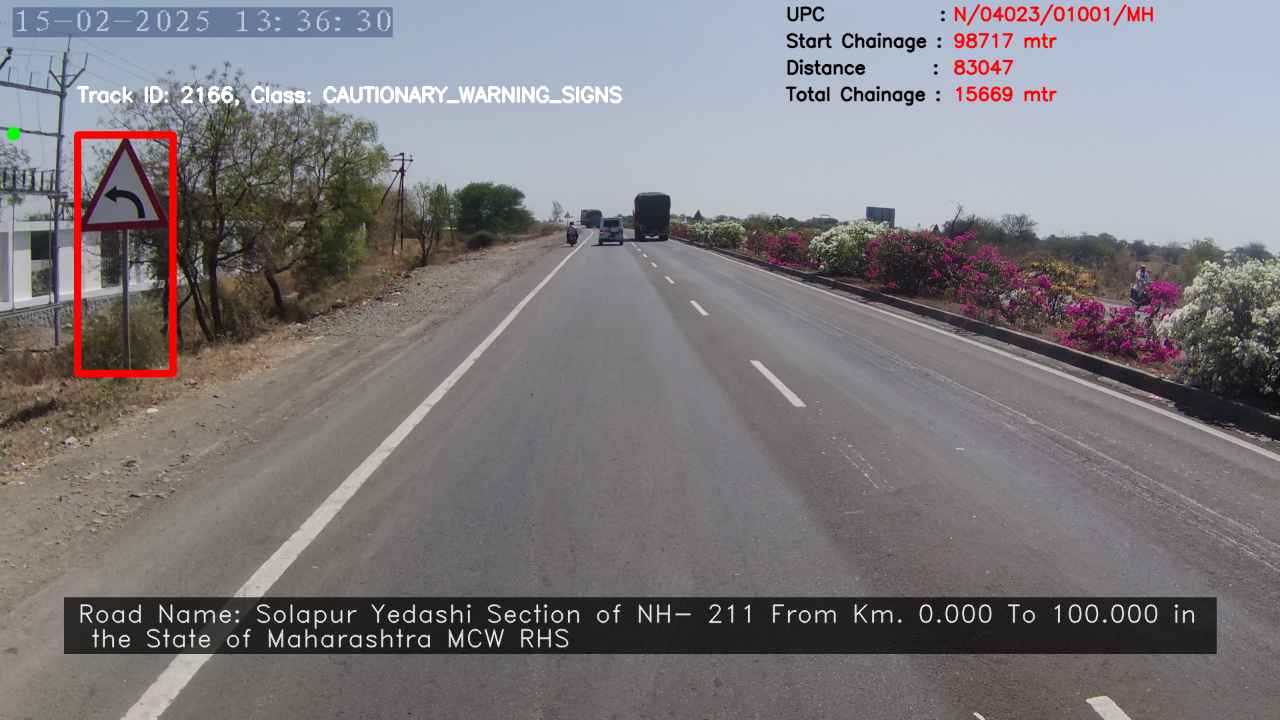 15-02-2025 13:36:30
UPC : N/04023/01001/MH
Start Chainage : 98717 mtr
Distance : 83047
Total Chainage : 15669 mtr
Track ID: 2166, Class: CAUTIONARY_WARNING_SIGNS
Road Name: Solapur Yedashi Section of NH- 211 From Km. 0.000 To 100.000 in
the State of Maharashtra MCW RHS